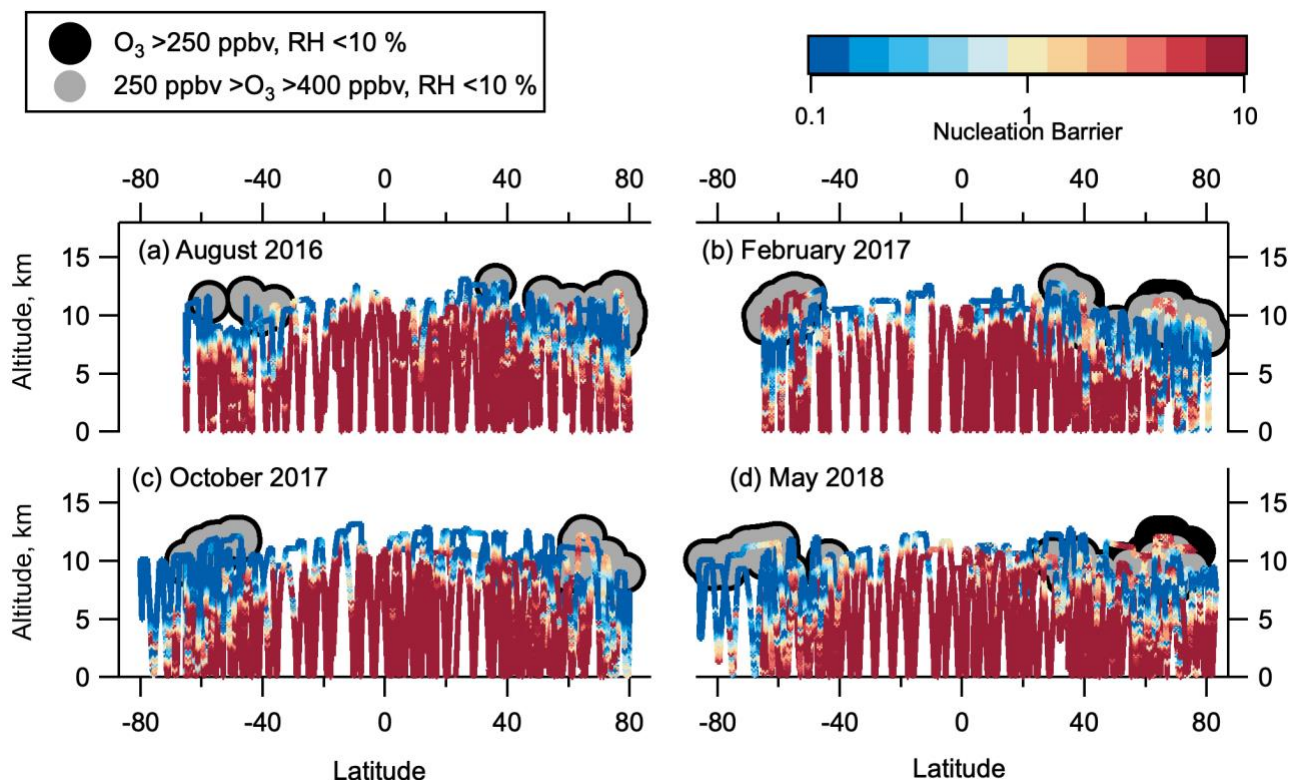 O₃ >250 ppbv, RH <10 %
250 ppbv >O₃ >400 ppbv, RH <10 %
0.1 1 10
Nucleation Barrier
-80 -40 0 40 80
-80 -40 0 40 80
(a) August 2016
(b) February 2017
Altitude, km
15
10
5
0
15
10
5
0
(c) October 2017
(d) May 2018
Altitude, km
15
10
5
0
15
10
5
0
-80 -40 0 40 80
-80 -40 0 40 80
Latitude
Latitude